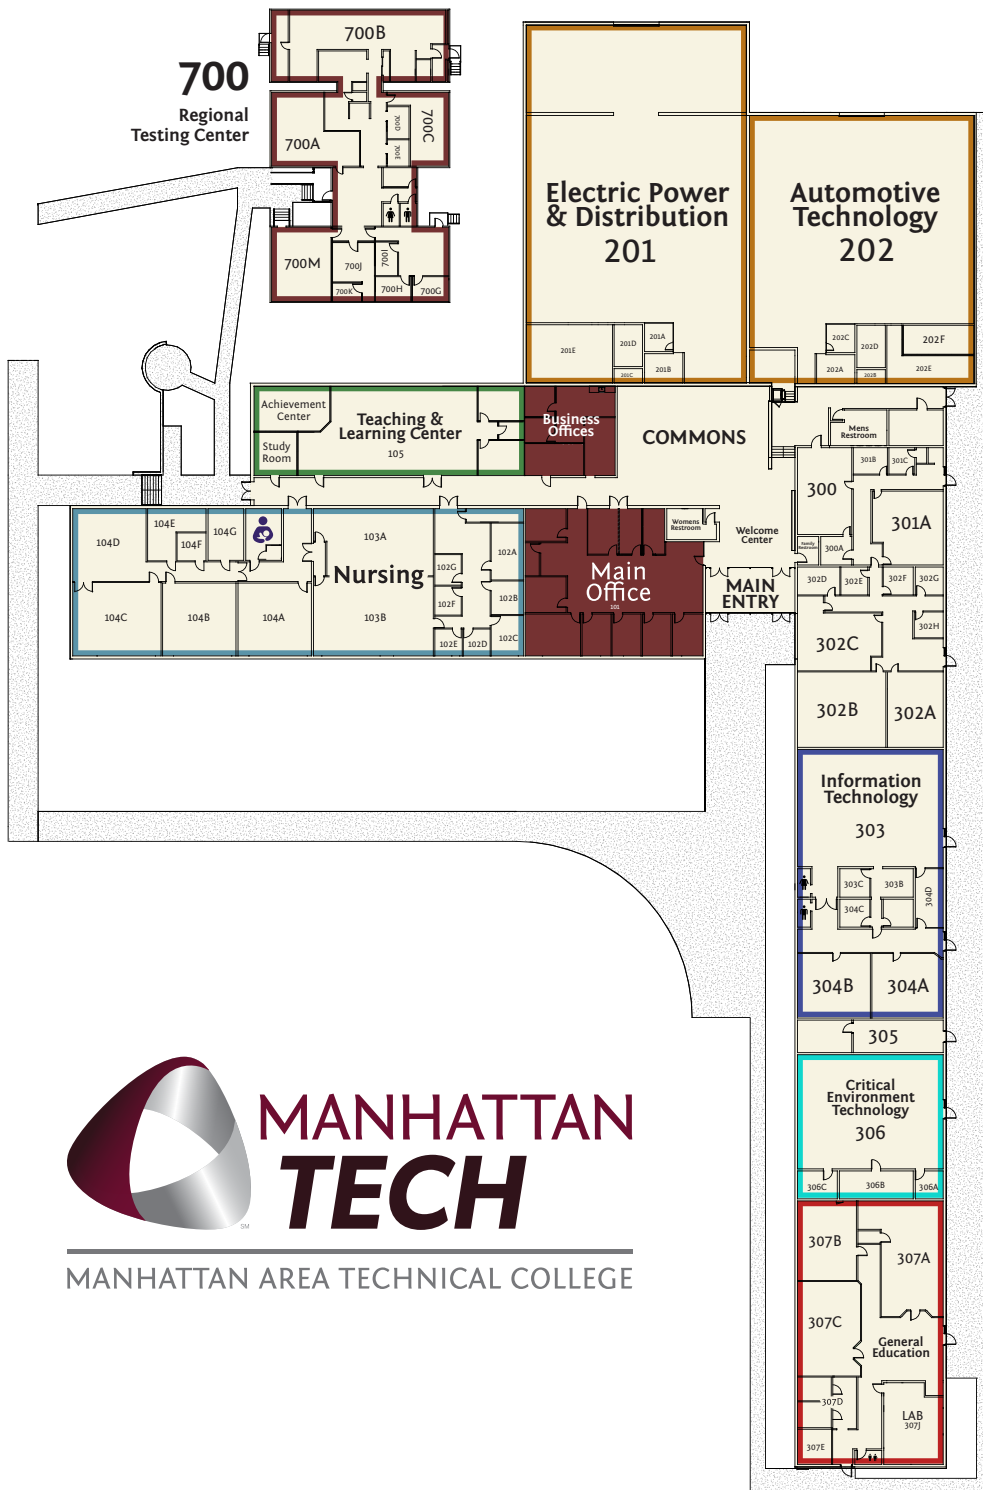 700B
700
Regional
Testing Center
700A
700D
700E
700C
700M
700J
700I
700K
700H
700G
Electric Power
& Distribution
201
201E
201D
201A
201C
201B
Automotive
Technology
202
202C
202D
202F
202A
202B
202E
Achievement
Center
Study
Room
Teaching &
Learning Center
105
Business
Offices
COMMONS
Mens
Restroom
301B
301C
300
301A
Womens
Restroom
Welcome
Center
Family
Restroom
300A
104D
104E
104F
104G
103A
Nursing
102G
102A
102F
102B
104C
104B
104A
103B
102E
102D
102C
Main
Office
101
MAIN
ENTRY
302D
302E
302F
302G
302H
302C
302B
302A
Information
Technology
303
303C
303B
304D
304C
304B
304A
305
Critical
Environment
Technology
306
306C
306B
306A
307B
307A
307C
General
Education
307D
LAB
307J
307E
MANHATTAN
TECH
SM
MANHATTAN AREA TECHNICAL COLLEGE